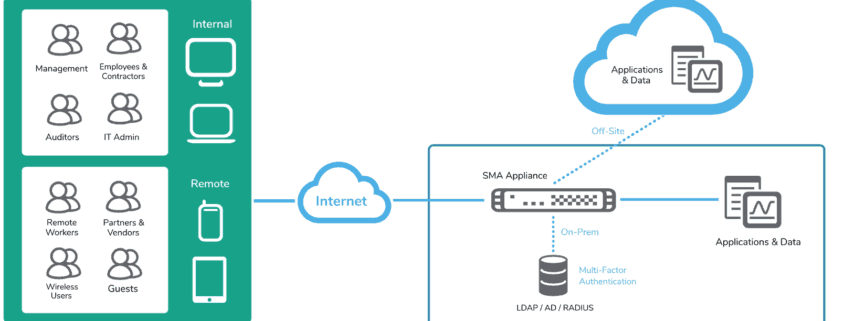 Internal
Management
Employees &
Contractors
Auditors
IT Admin
Remote
Remote
Workers
Partners &
Vendors
Wireless
Users
Guests
Internet
Applications
& Data
Off-Site
SMA Appliance
On-Prem
Multi-Factor
Authentication
LDAP / AD / RADIUS
Applications & Data